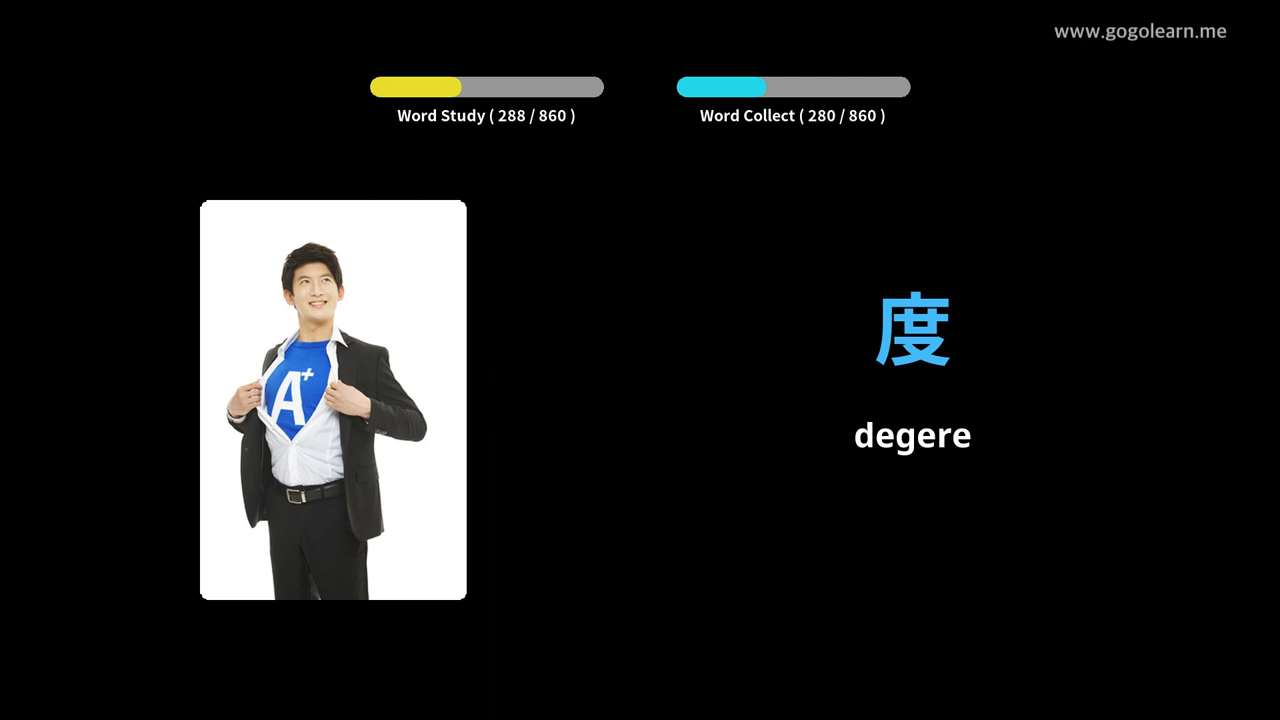 www.gogolearn.me
Word Study ( 288 / 860 )
Word Collect ( 280 / 860 )
A+
度
degere